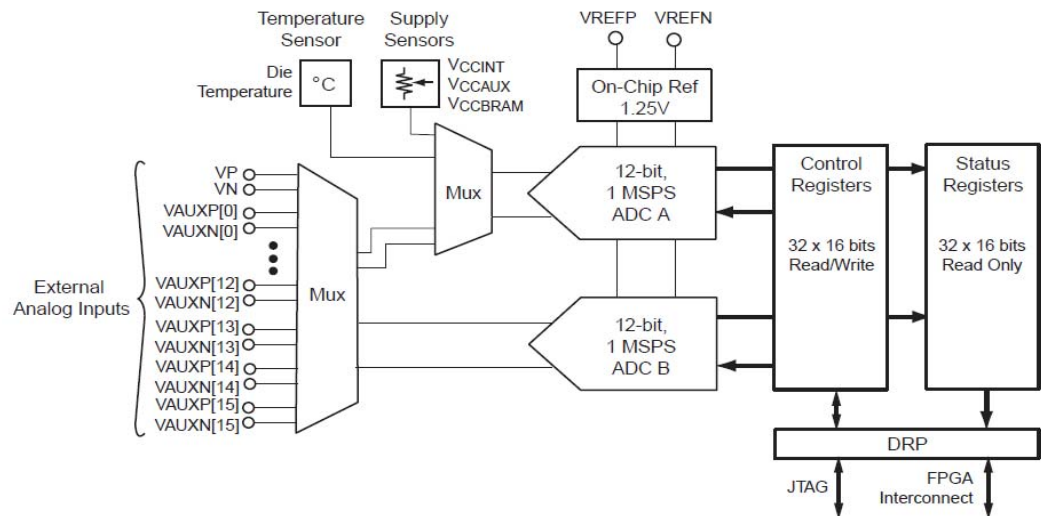 Temperature
Sensor
Supply
Sensors
VREFP
VREFN
Die
Temperature
°C
VCCINT
VCCAUX
VCCBRAM
On-Chip Ref
1.25V
External
Analog Inputs
VP
VN
VAUXP[0]
VAUXN[0]
VAUXP[12]
VAUXN[12]
VAUXP[13]
VAUXN[13]
VAUXP[14]
VAUXN[14]
VAUXP[15]
VAUXN[15]
Mux
Mux
12-bit,
1 MSPS
ADC A
12-bit,
1 MSPS
ADC B
Control
Registers
32 x 16 bits
Read/Write
Status
Registers
32 x 16 bits
Read Only
DRP
JTAG
FPGA
Interconnect